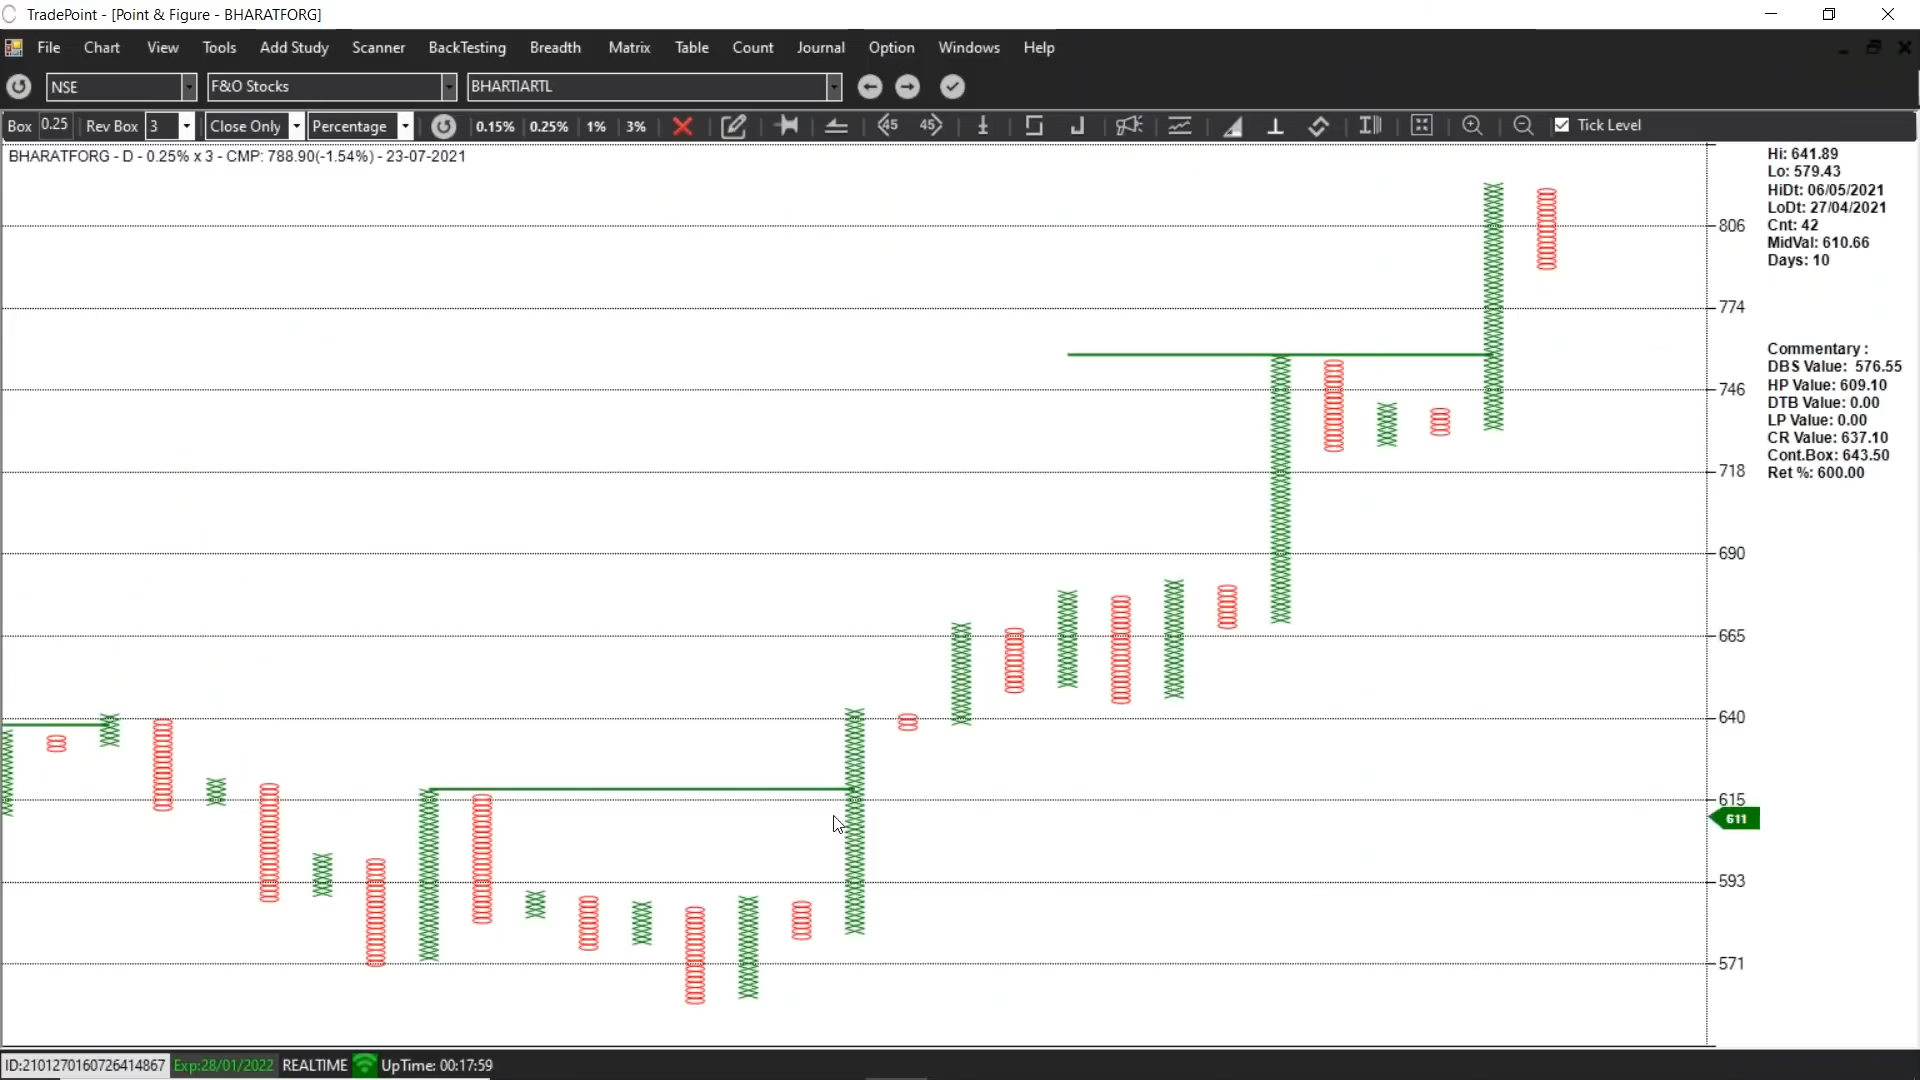 TradePoint - [Point & Figure - BHARATFORG]
File Chart View Tools Add Study Scanner BackTesting Breadth Matrix Table Count Journal Option Windows Help
NSE F&O Stocks BHARTIARTL
Box 0.25 Rev Box 3 Close Only Percentage 0.15% 0.25% 1% 3% 45 45 Tick Level
BHARATFORG - D - 0.25% x 3 - CMP: 788.90(-1.54%) - 23-07-2021
806
774
746
718
690
665
640
615
611
593
571
Hi: 641.89
Lo: 579.43
HiDt: 06/05/2021
LoDt: 27/04/2021
Cnt: 42
MidVal: 610.66
Days: 10
Commentary :
DBS Value: 576.55
HP Value: 609.10
DTB Value: 0.00
LP Value: 0.00
CR Value: 637.10
Cont.Box: 643.50
Ret %: 600.00
ID:2101270160726414867 Exp:28/01/2022 REALTIME UpTime: 00:17:59